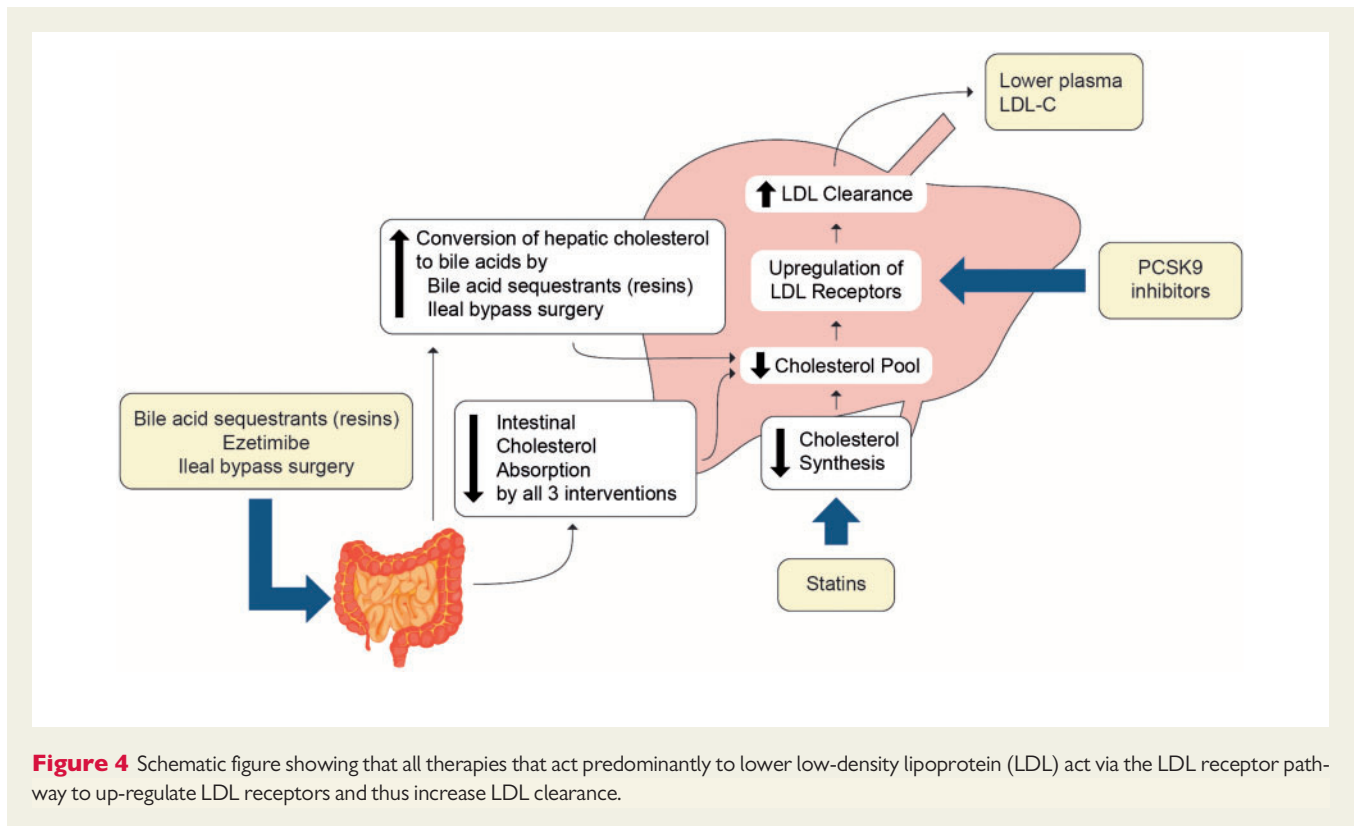 Lower plasma
LDL-C
LDL Clearance
Conversion of hepatic cholesterol
to bile acids by
Bile acid sequestrants (resins)
Ileal bypass surgery
Upregulation of
LDL Receptors
PCSK9
inhibitors
Cholesterol Pool
Bile acid sequestrants (resins)
Ezetimibe
Ileal bypass surgery
Intestinal
Cholesterol
Absorption
by all 3 interventions
Cholesterol
Synthesis
Statins
Figure 4 Schematic figure showing that all therapies that act predominantly to lower low-density lipoprotein (LDL) act via the LDL receptor path-
way to up-regulate LDL receptors and thus increase LDL clearance.